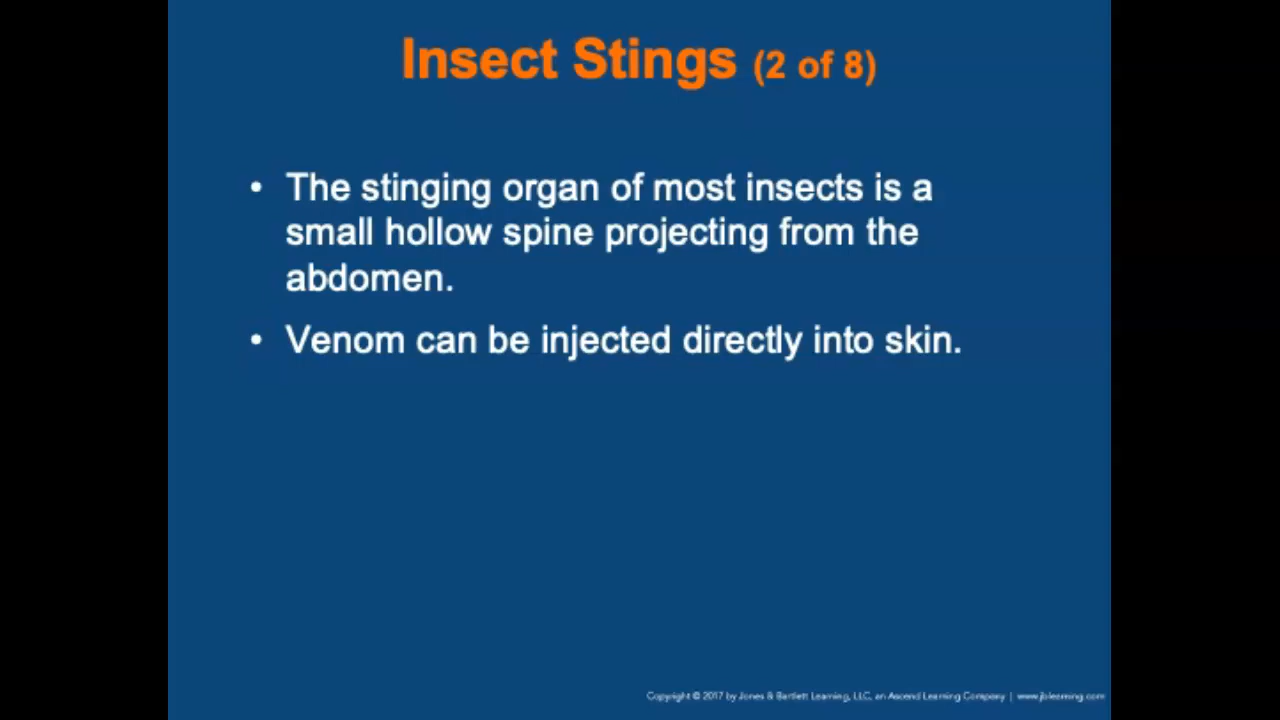 Insect Stings (2 of 8)
• The stinging organ of most insects is a
small hollow spine projecting from the
abdomen.
• Venom can be injected directly into skin.
Copyright © 2017 by Jones & Bartlett Learning, LLC, an Ascend Learning Company | www.jblearning.com